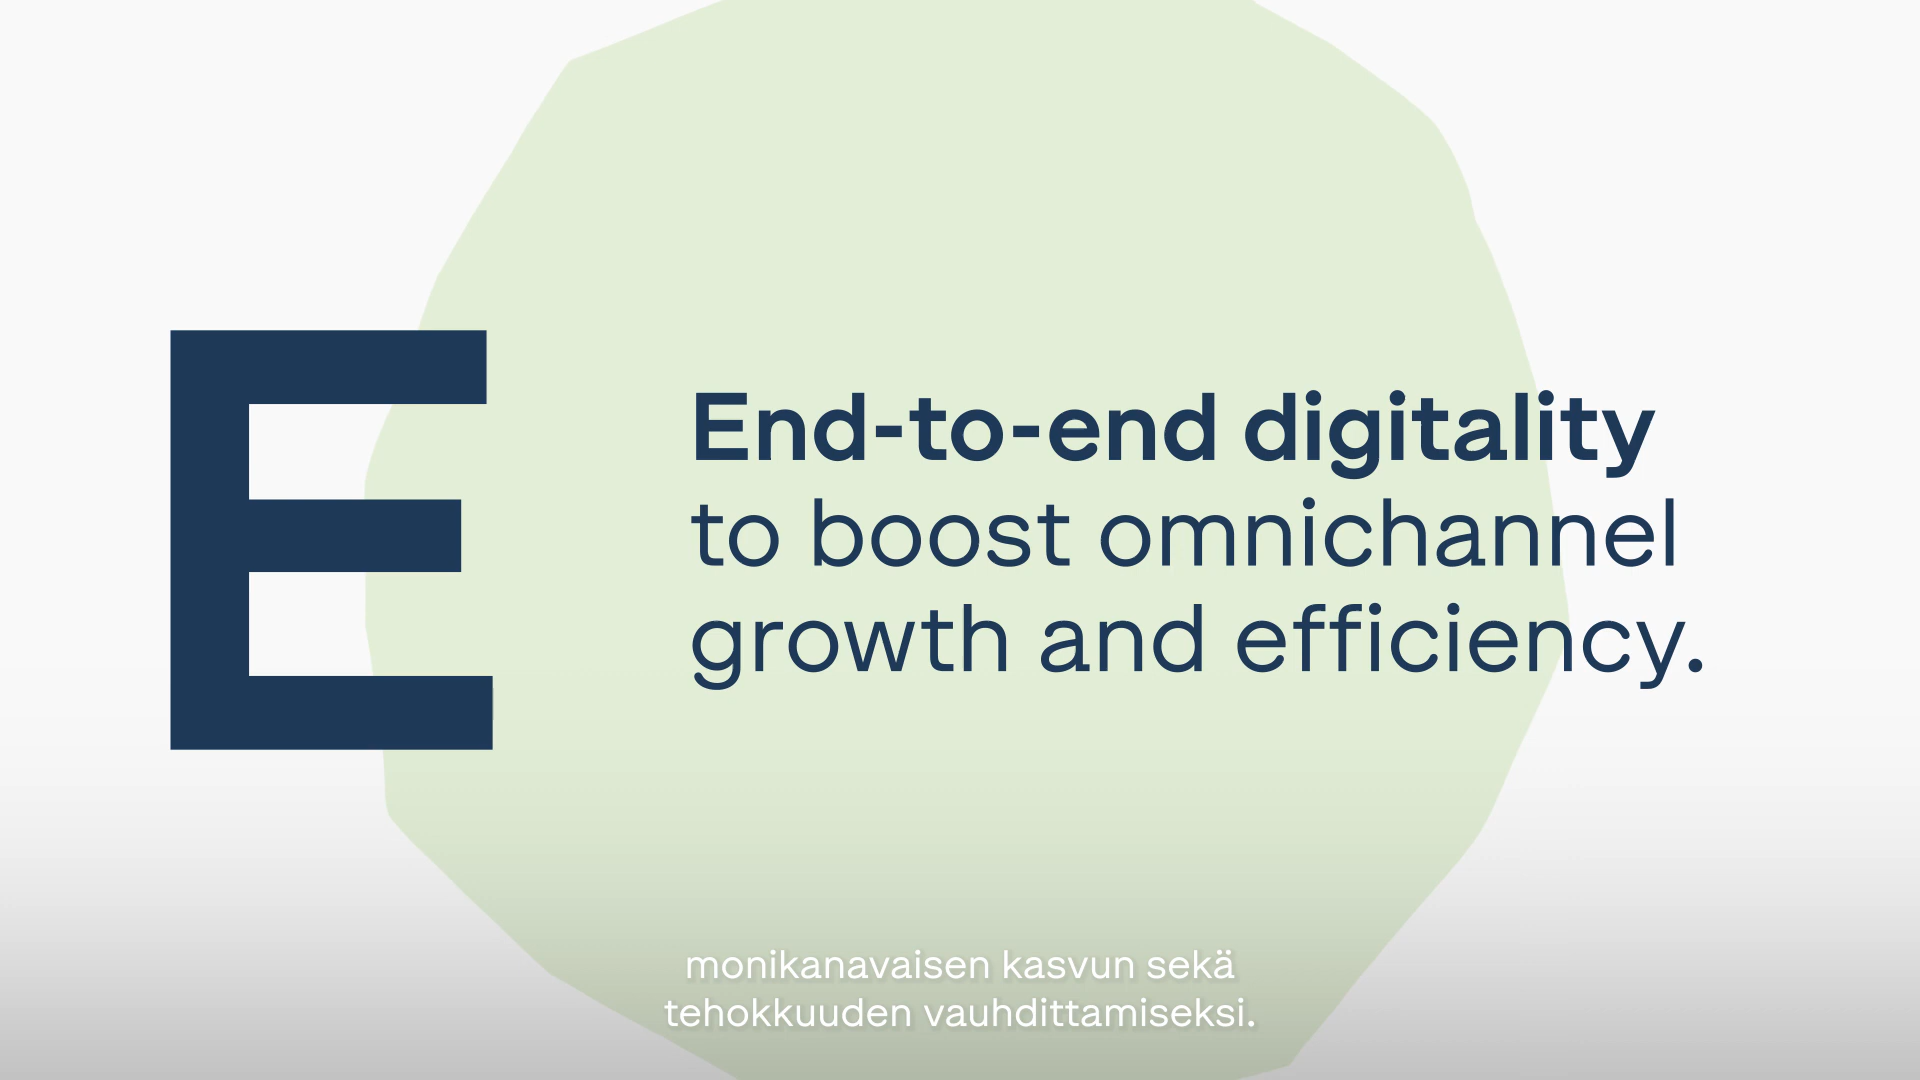 E
End-to-end digitality
to boost omnichannel
growth and efficiency.
monikanavaisen kasvun sekä
tehokkuuden vauhdittamiseksi.